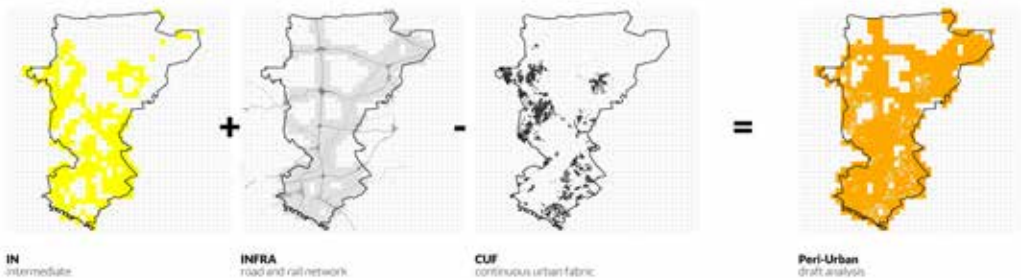 + - =
IN
intermediate
INFRA
road and rail network
CUF
continuous urban fabric
Peri-Urban
draft analysis